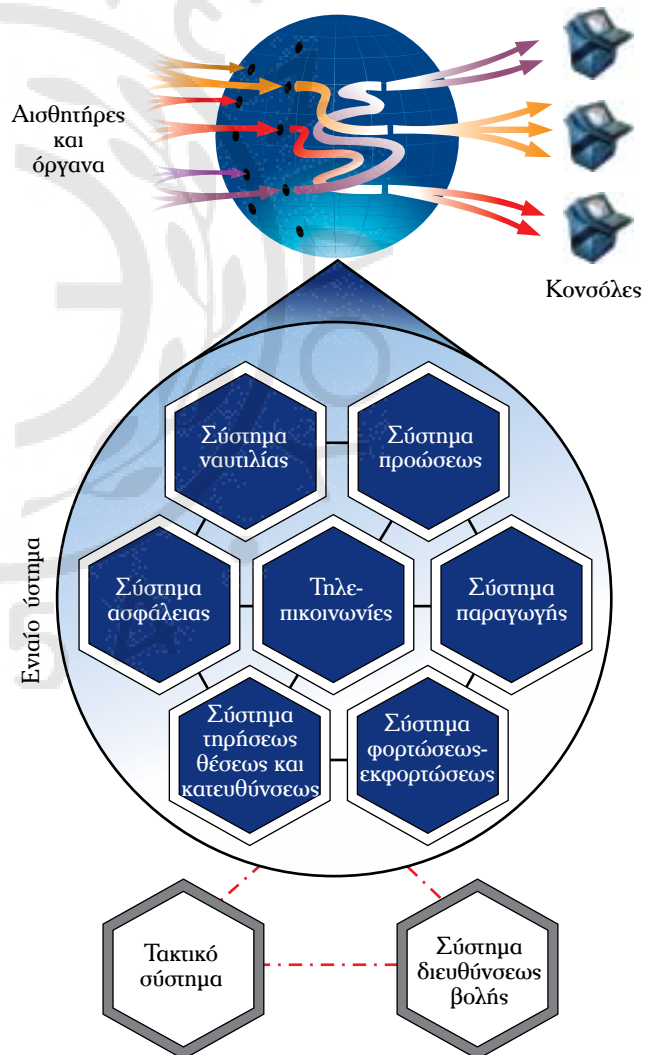 Αισθητήρες
και
όργανα
Κονσόλες
Ενιαίο ύστημα
Σύστημα
ναυτιλίας
Σύστημα
προώσεως
Σύστημα
ασφάλειας
Τηλε-
πικοινωνίες
Σύστημα
παραγωγής
Σύστημα
τηρήσεως
θέσεως και
κατευθύνσεως
Σύστημα
φορτώσεως-
εκφορτώσεως
Τακτικό
σύστημα
Σύστημα
διευθύνσεως
βολής